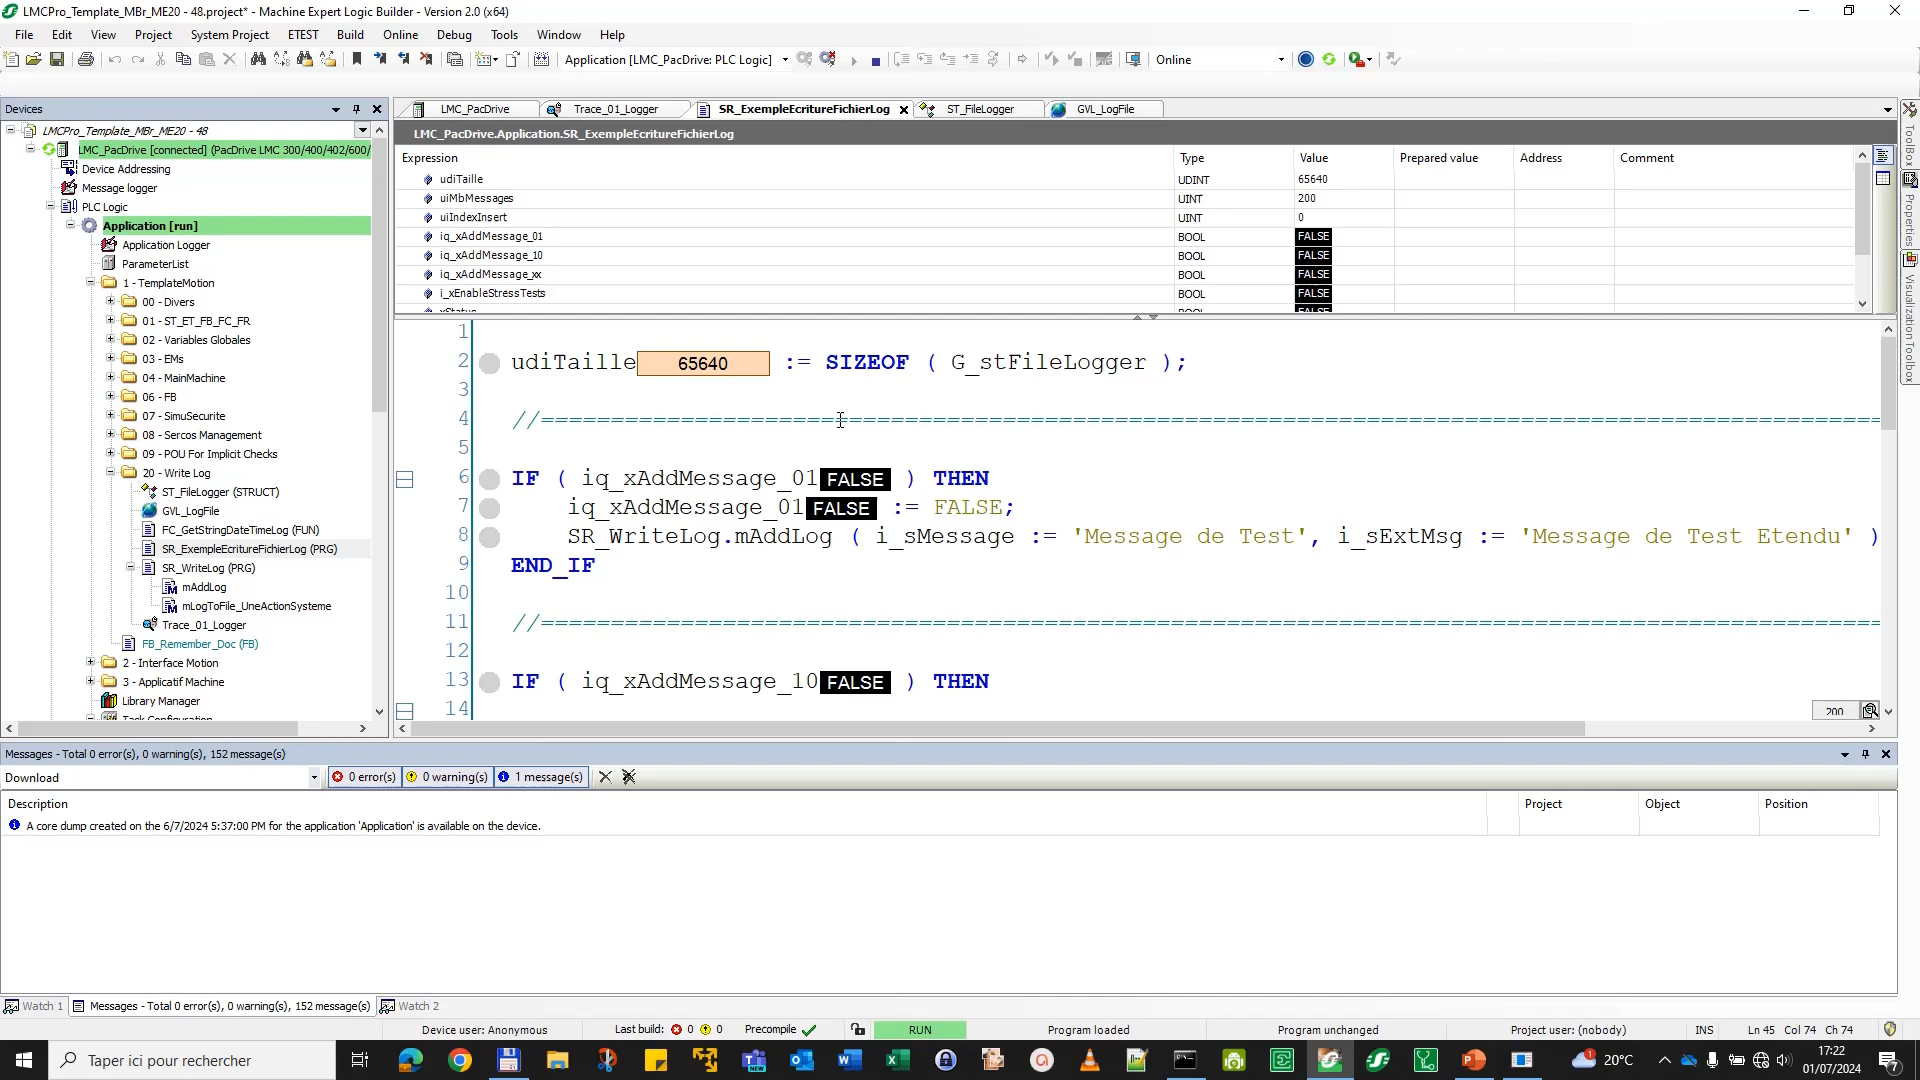 LMCPro_Template_MBr_ME20 - 48.project* - Machine Expert Logic Builder - Version 2.0 (x64)
File Edit View Project System Project ETEST Build Online Debug Tools Window Help
Application [LMC_PacDrive: PLC Logic] Online
Devices
LMCPro_Template_MBr_ME20 - 48
LMC_PacDrive [connected] (PacDrive LMC 300/400/402/600/
Device Addressing
Message logger
PLC Logic
Application [run]
Application Logger
ParameterList
1 - TemplateMotion
00 - Divers
01 - ST_ET_FB_FC_FR
02 - Variables Globales
03 - EMs
04 - MainMachine
06 - FB
07 - SimuSecurite
08 - Sercos Management
09 - POU For Implicit Checks
20 - Write Log
ST_FileLogger (STRUCT)
GVL_LogFile
FC_GetStringDateTimeLog (FUN)
SR_ExempleEcritureFichierLog (PRG)
SR_WriteLog (PRG)
mAddLog
mLogToFile_UneActionSysteme
Trace_01_Logger
FB_Remember_Doc (FB)
2 - Interface Motion
3 - Applicatif Machine
Library Manager
Task Configuration
LMC_PacDrive Trace_01_Logger SR_ExempleEcritureFichierLog ST_FileLogger GVL_LogFile
LMC_PacDrive.Application.SR_ExempleEcritureFichierLog
Expression Type Value Prepared value Address Comment
udiTaille UDINT 65640
uiMbMessages UINT 200
uiIndexInsert UINT 0
iq_xAddMessage_01 BOOL FALSE
iq_xAddMessage_10 BOOL FALSE
iq_xAddMessage_xx BOOL FALSE
i_xEnableStressTests BOOL FALSE
xStatus BOOL FALSE
1
2 udiTaille 65640 := SIZEOF ( G_stFileLogger );
3
4 //================================================================================================
5
6 IF ( iq_xAddMessage_01 FALSE ) THEN
7 iq_xAddMessage_01 FALSE := FALSE;
8 SR_WriteLog.mAddLog ( i_sMessage := 'Message de Test', i_sExtMsg := 'Message de Test Etendu' )
9 END_IF
10
11 //================================================================================================
12
13 IF ( iq_xAddMessage_10 FALSE ) THEN
14
200
ToolBox
Properties
Visualization Toolbox
Messages - Total 0 error(s), 0 warning(s), 152 message(s)
Download 0 error(s) 0 warning(s) 1 message(s)
Description Project Object Position
A core dump created on the 6/7/2024 5:37:00 PM for the application 'Application' is available on the device.
Watch 1 Messages - Total 0 error(s), 0 warning(s), 152 message(s) Watch 2
Device user: Anonymous Last build: 0 0 Precompile RUN Program loaded Program unchanged Project user: (nobody) INS Ln 45 Col 74 Ch 74
Taper ici pour rechercher 20°C 17:22
01/07/2024